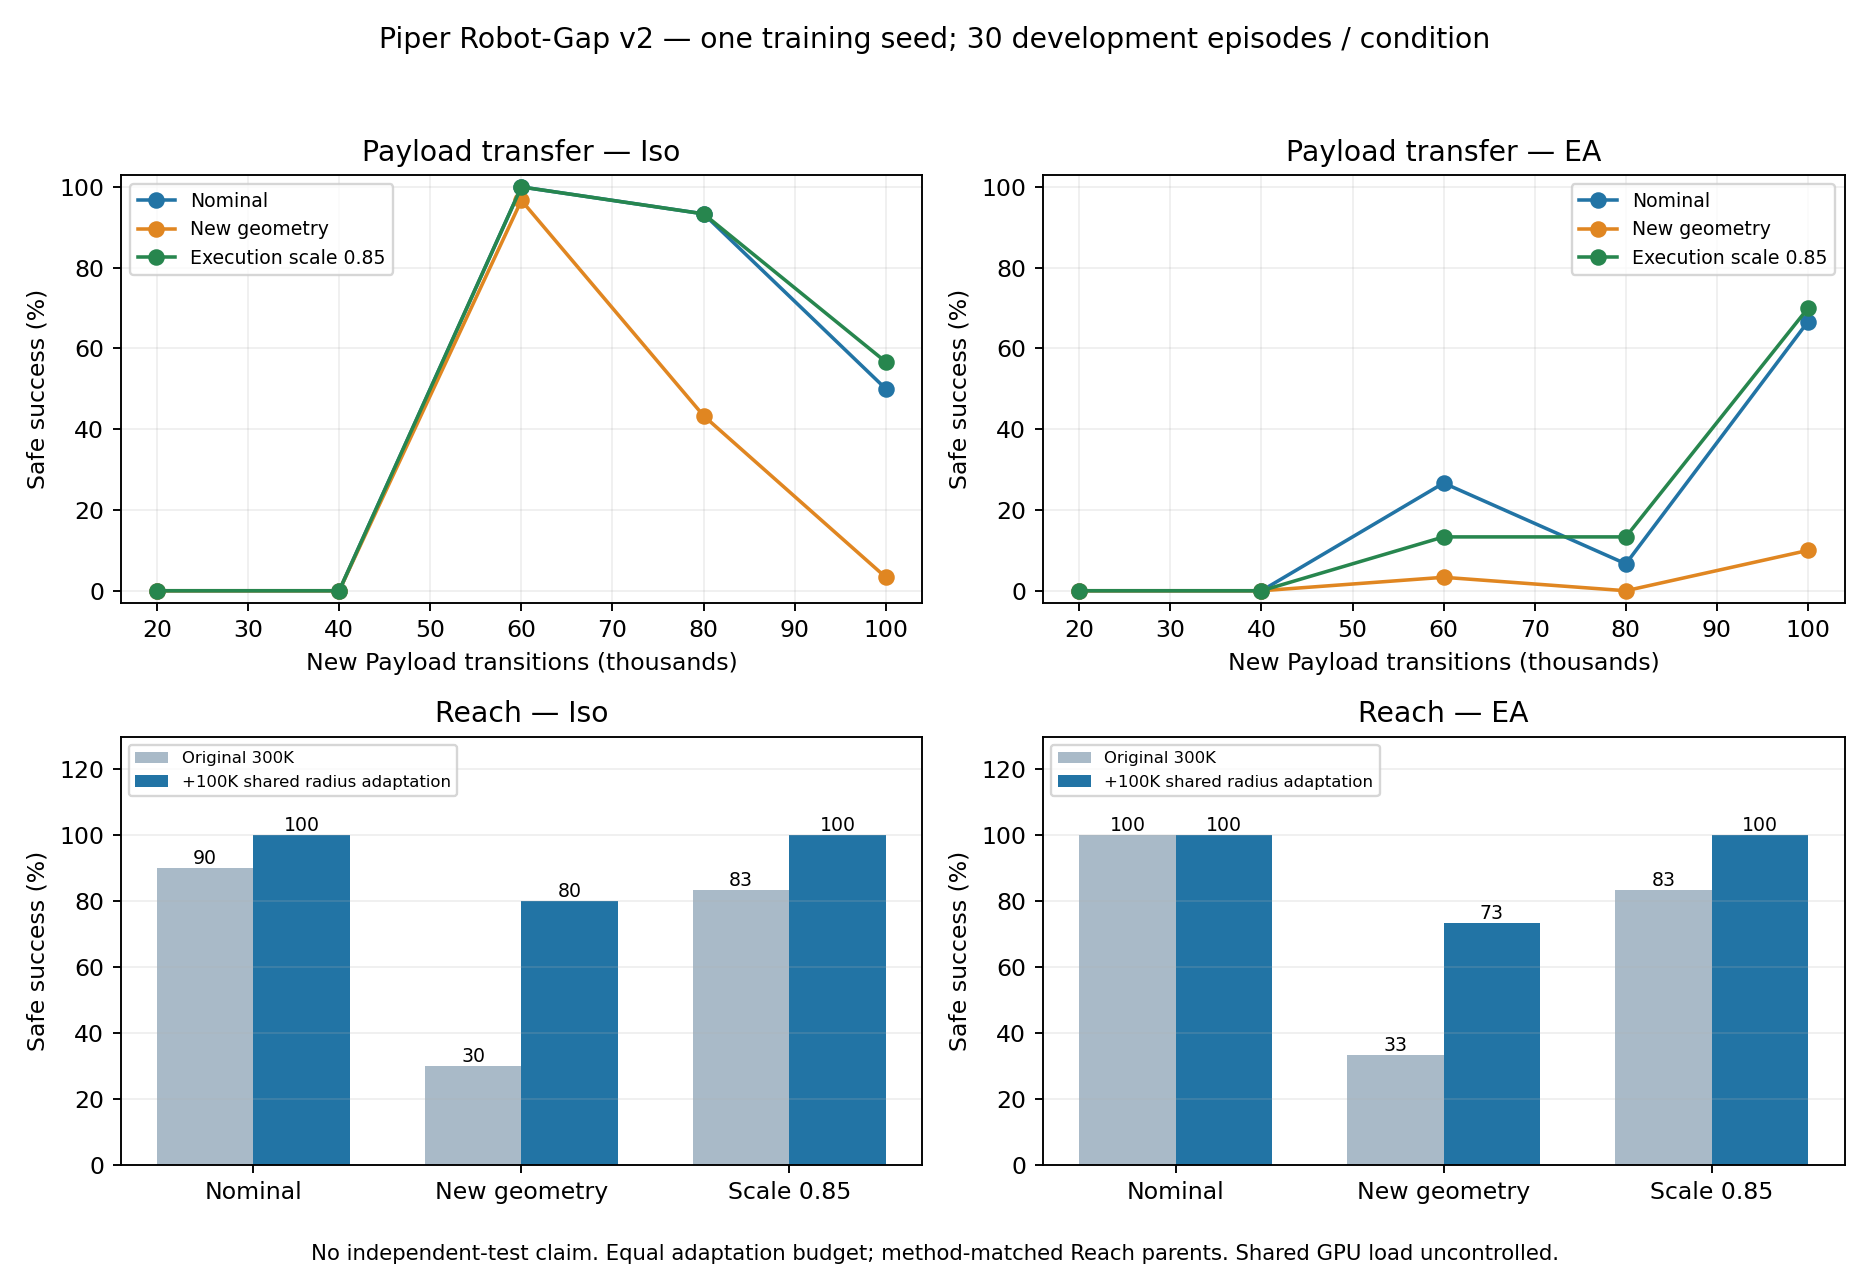 Piper Robot-Gap v2 — one training seed; 30 development episodes / condition
Payload transfer — Iso
Nominal
New geometry
Execution scale 0.85
Safe success (%)
100
80
60
40
20
0
20 30 40 50 60 70 80 90 100
New Payload transitions (thousands)
Payload transfer — EA
Nominal
New geometry
Execution scale 0.85
Safe success (%)
100
80
60
40
20
0
20 30 40 50 60 70 80 90 100
New Payload transitions (thousands)
Reach — Iso
Original 300K
+100K shared radius adaptation
Safe success (%)
120
100
80
60
40
20
0
90 100
30 80
83 100
Nominal New geometry Scale 0.85
Reach — EA
Original 300K
+100K shared radius adaptation
Safe success (%)
120
100
80
60
40
20
0
100 100
33 73
83 100
Nominal New geometry Scale 0.85
No independent-test claim. Equal adaptation budget; method-matched Reach parents. Shared GPU load uncontrolled.